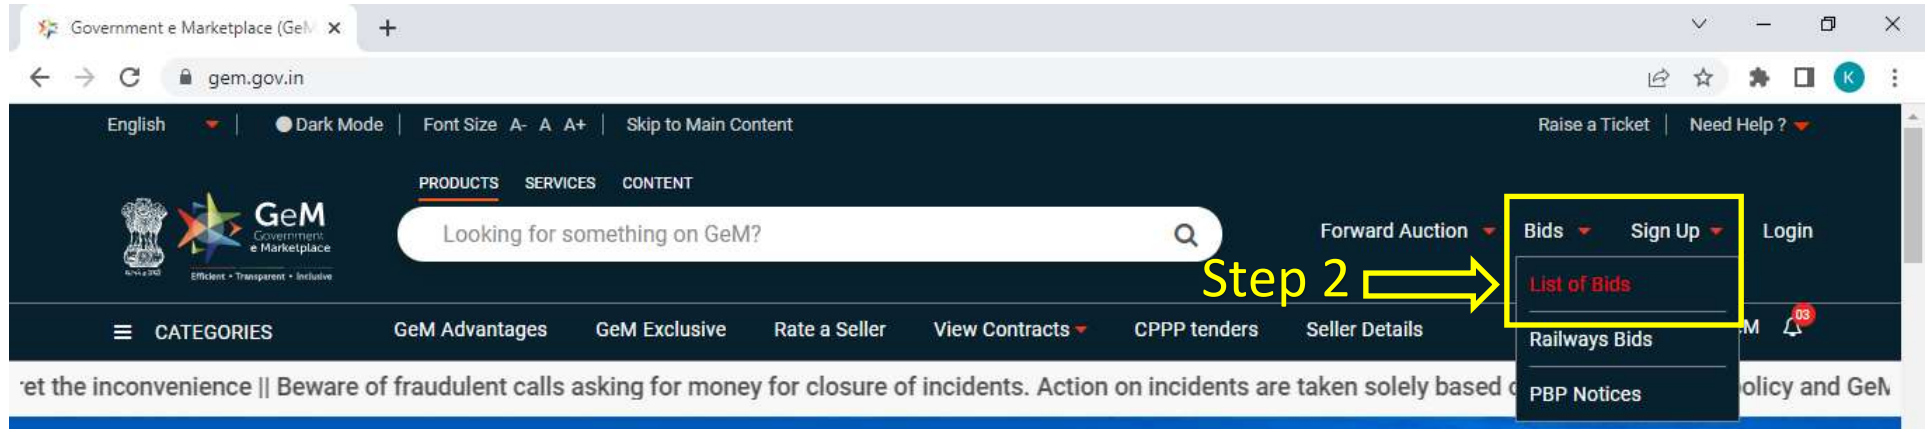 Government e Marketplace (GeM
gem.gov.in
K
English Dark Mode Font Size A- A A+ Skip to Main Content Raise a Ticket Need Help ?
PRODUCTS SERVICES CONTENT
GeM
Government
e Marketplace
Efficient • Transparent • Inclusive
Looking for something on GeM?
Forward Auction Bids Sign Up Login
Step 2
List of Bids
Railways Bids
PBP Notices
CATEGORIES GeM Advantages GeM Exclusive Rate a Seller View Contracts CPPP tenders Seller Details M 03
ret the inconvenience || Beware of fraudulent calls asking for money for closure of incidents. Action on incidents are taken solely based olicy and GeM